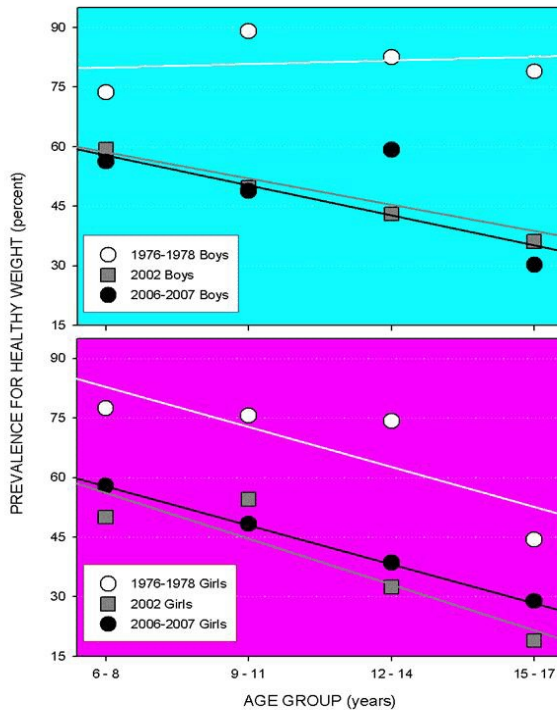 PREVALENCE FOR HEALTHY WEIGHT (percent)
90
75
60
45
30
15
1976-1978 Boys
2002 Boys
2006-2007 Boys
90
75
60
45
30
15
1976-1978 Girls
2002 Girls
2006-2007 Girls
6 - 8
9 - 11
12 - 14
15 - 17
AGE GROUP (years)